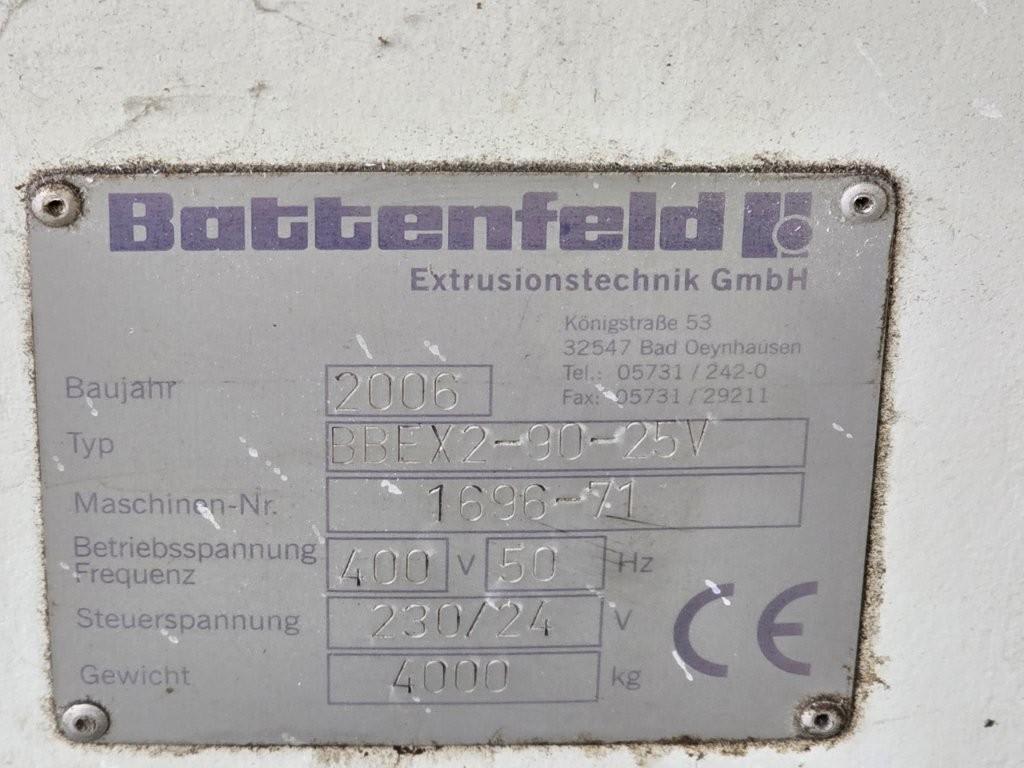 Battenfeld
Extrusionstechnik GmbH
Königstraße 53
32547 Bad Oeynhausen
Tel.: 05731 / 242-0
Fax: 05731 / 29211
Baujahr 2006
Typ BBEX2-90-25V
Maschinen-Nr. 1696-71
Betriebsspannung
Frequenz 400 V 50 Hz
Steuerspannung 230/24 V
Gewicht 4000 kg
CE